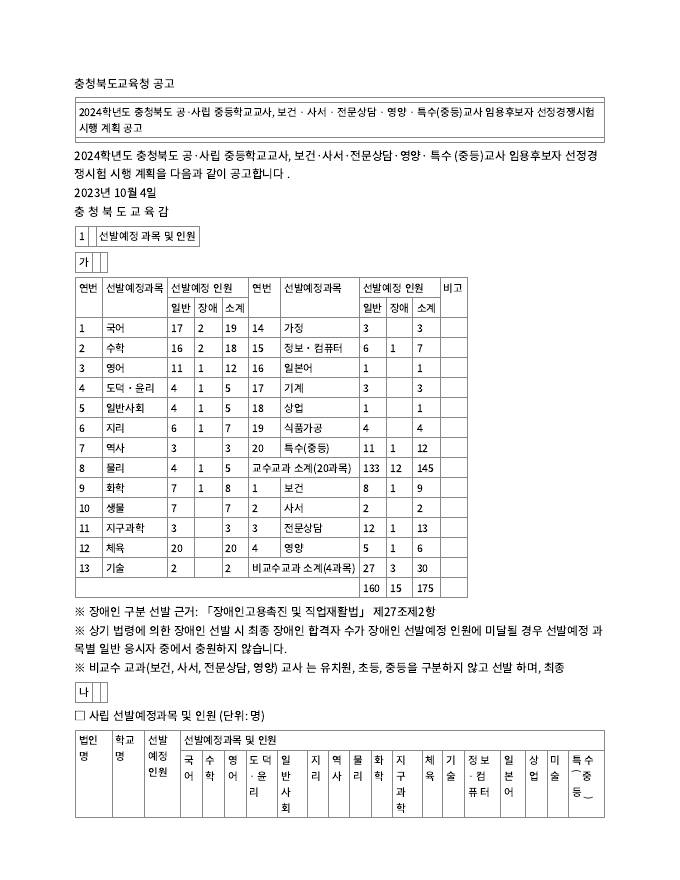 충청북도교육청 공고
2024학년도 충청북도 공·사립 중등학교교사, 보건 · 사서 · 전문상담 · 영양 · 특수(중등)교사 임용후보자 선정경쟁시험
시행 계획 공고
2024학년도 충청북도 공·사립 중등학교교사, 보건·사서·전문상담·영양· 특수 (중등)교사 임용후보자 선정경
쟁시험 시행 계획을 다음과 같이 공고합니다 .
2023년 10월 4일
충 청 북 도 교 육 감
1 선발예정 과목 및 인원
가
연번 선발예정과목 선발예정 인원 연번 선발예정과목 선발예정 인원 비고
일반 장애 소계 일반 장애 소계
1 국어 17 2 19 14 가정 3 3
2 수학 16 2 18 15 정보・컴퓨터 6 1 7
3 영어 11 1 12 16 일본어 1 1
4 도덕・윤리 4 1 5 17 기계 3 3
5 일반사회 4 1 5 18 상업 1 1
6 지리 6 1 7 19 식품가공 4 4
7 역사 3 3 20 특수(중등) 11 1 12
8 물리 4 1 5 교수교과 소계(20과목) 133 12 145
9 화학 7 1 8 1 보건 8 1 9
10 생물 7 7 2 사서 2 2
11 지구과학 3 3 3 전문상담 12 1 13
12 체육 20 20 4 영양 5 1 6
13 기술 2 2 비교수교과 소계(4과목) 27 3 30
160 15 175
※ 장애인 구분 선발 근거: 「장애인고용촉진 및 직업재활법」 제27조제2항
※ 상기 법령에 의한 장애인 선발 시 최종 장애인 합격자 수가 장애인 선발예정 인원에 미달될 경우 선발예정 과
목별 일반 응시자 중에서 충원하지 않습니다.
※ 비교수 교과(보건, 사서, 전문상담, 영양) 교사 는 유치원, 초등, 중등을 구분하지 않고 선발 하며, 최종
나
□ 사립 선발예정과목 및 인원 (단위: 명)
법인명 학교명 선발예정인원 선발예정과목 및 인원
국어 수학 영어 도덕·윤리 일반사회 지리 역사 물리 화학 지구과학 체육 기술 정보·컴퓨터 일본어 상업 미술 특수(중등)